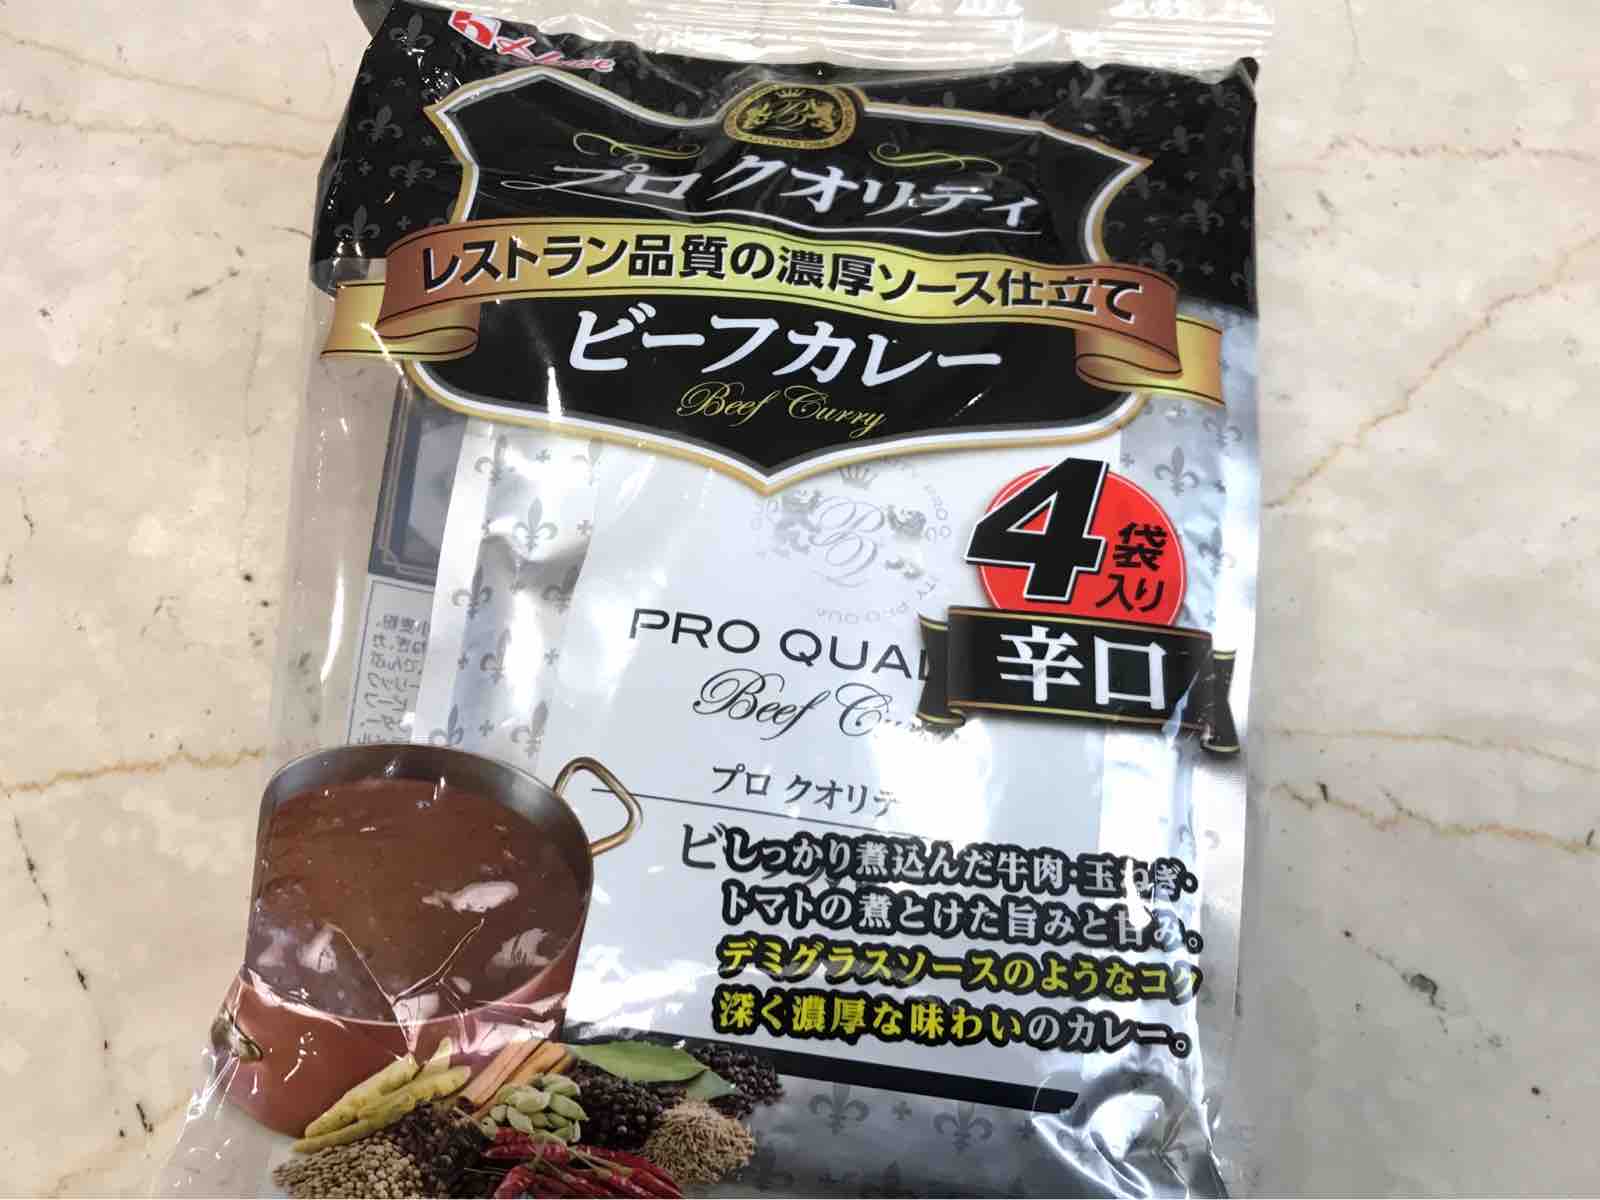 House
プロ クオリティ
レストラン品質の濃厚ソース仕立て
ビーフカレー
Beef Curry
4袋入り
辛口
PRO QUAL
Beef Cu
プロ クオリテ
ビ
しっかり煮込んだ牛肉・玉ねぎ・
トマトの煮とけた旨みと甘み。
デミグラスソースのようなコク
深く濃厚な味わいのカレー。